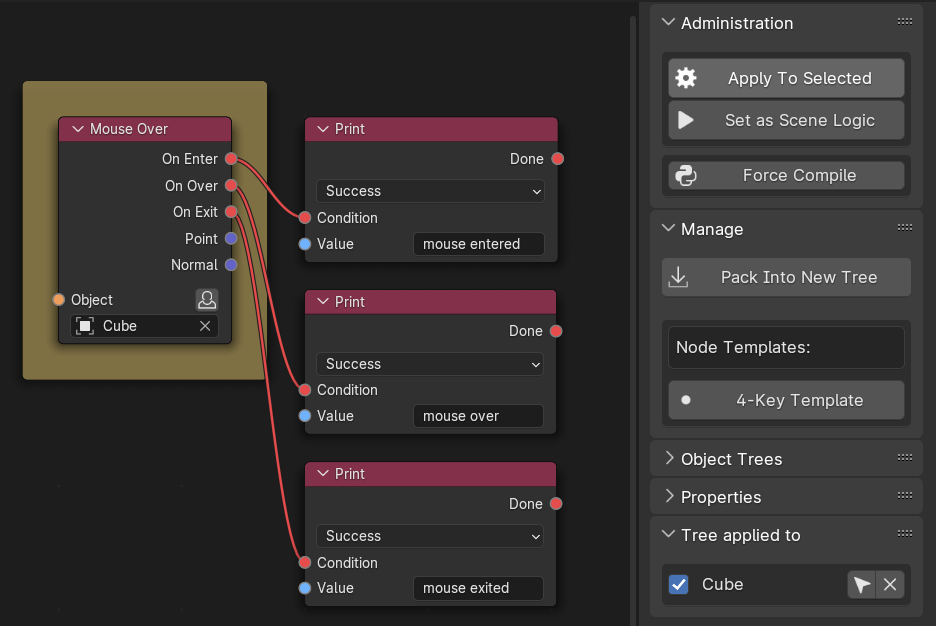 Mouse Over
On Enter
On Over
On Exit
Point
Normal
Object
Cube
Print
Done
Success
Condition
Value mouse entered
Print
Done
Success
Condition
Value mouse over
Print
Done
Success
Condition
Value mouse exited
Administration
Apply To Selected
Set as Scene Logic
Force Compile
Manage
Pack Into New Tree
Node Templates:
4-Key Template
Object Trees
Properties
Tree applied to
Cube